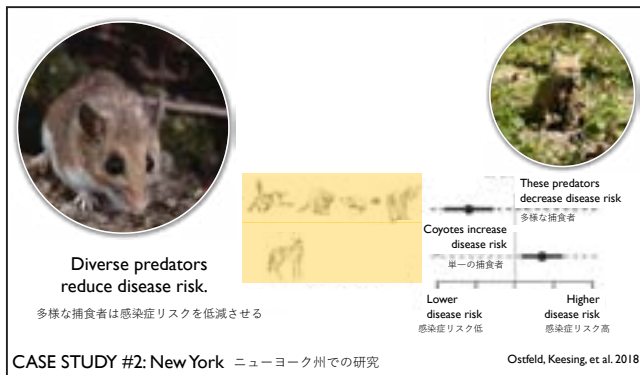 These predators
decrease disease risk
多様な捕食者
Coyotes increase
disease risk
単一の捕食者
Diverse predators
reduce disease risk.
多様な捕食者は感染症リスクを低減させる
Lower
disease risk
感染症リスク低
Higher
disease risk
感染症リスク高
CASE STUDY #2: New York ニューヨーク州での研究
Ostfeld, Keesing, et al. 2018